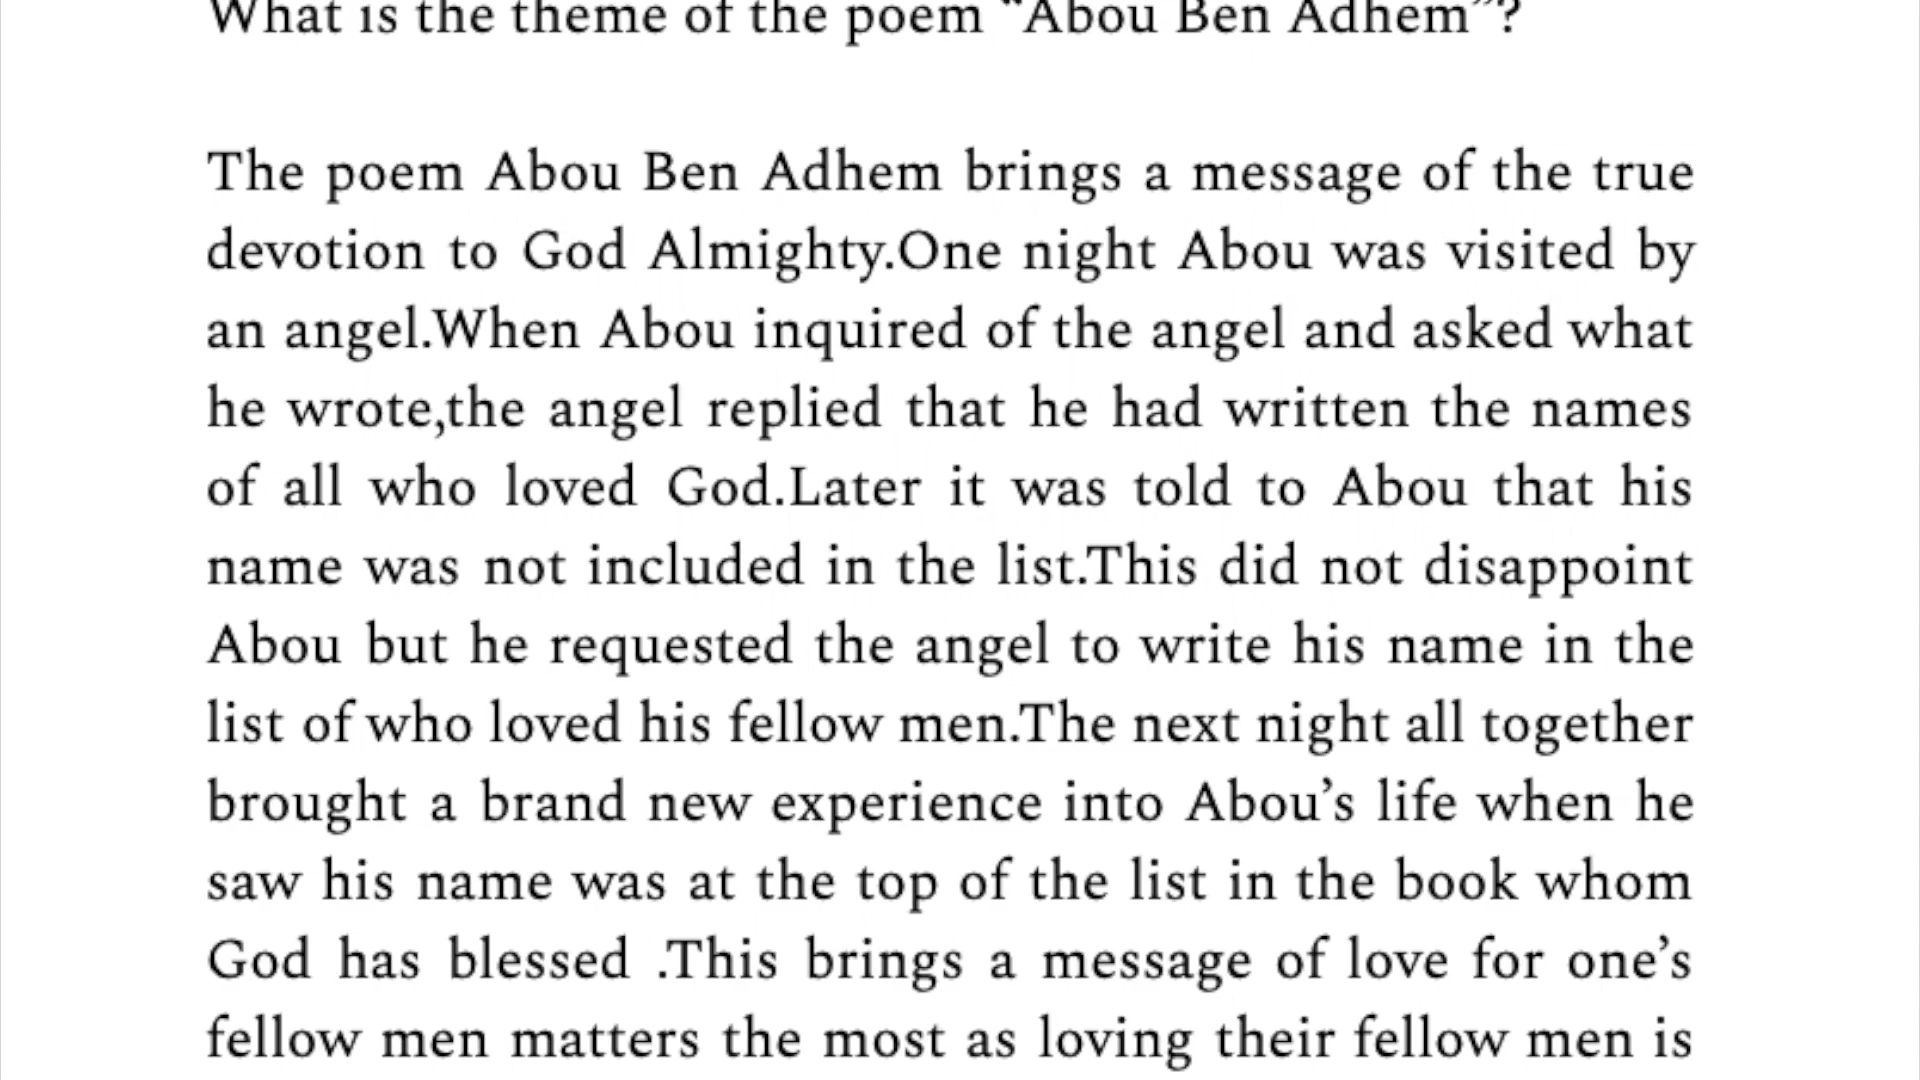 What is the theme of the poem “Abou Ben Adhem”?
The poem Abou Ben Adhem brings a message of the true
devotion to God Almighty.One night Abou was visited by
an angel.When Abou inquired of the angel and asked what
he wrote,the angel replied that he had written the names
of all who loved God.Later it was told to Abou that his
name was not included in the list.This did not disappoint
Abou but he requested the angel to write his name in the
list of who loved his fellow men.The next night all together
brought a brand new experience into Abou’s life when he
saw his name was at the top of the list in the book whom
God has blessed .This brings a message of love for one’s
fellow men matters the most as loving their fellow men is